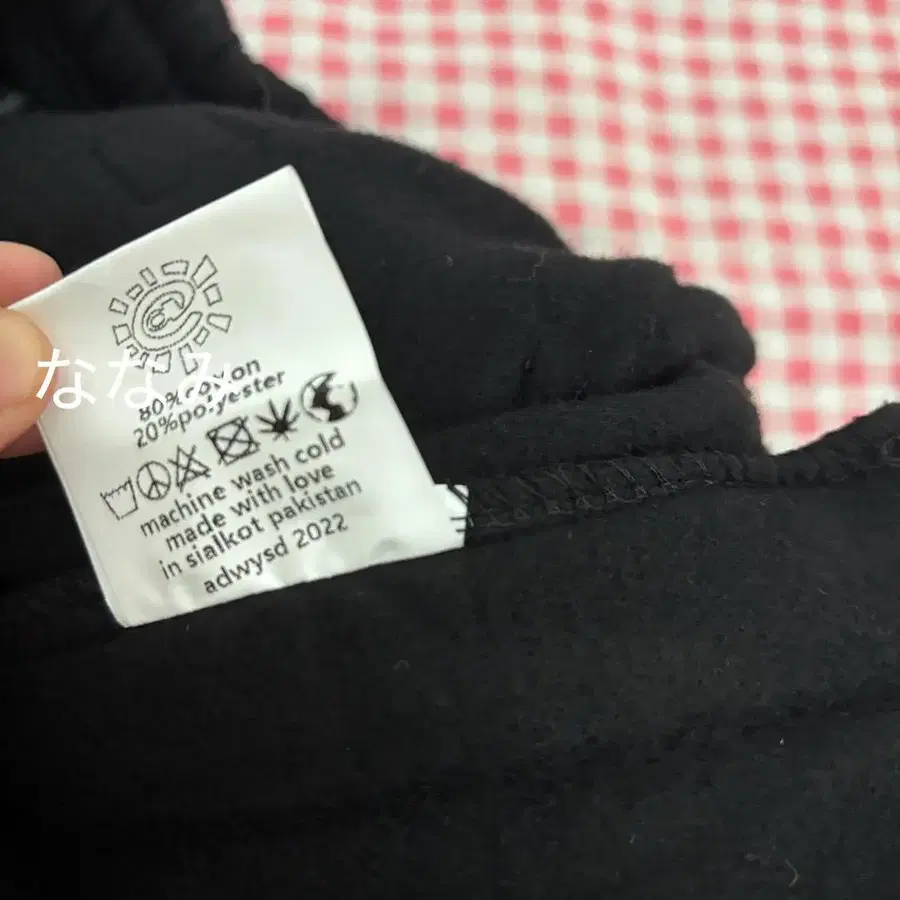 ななみ
80%cotton
20%polyester
machine wash cold
made with love
in sialkot pakistan
adwysd 2022